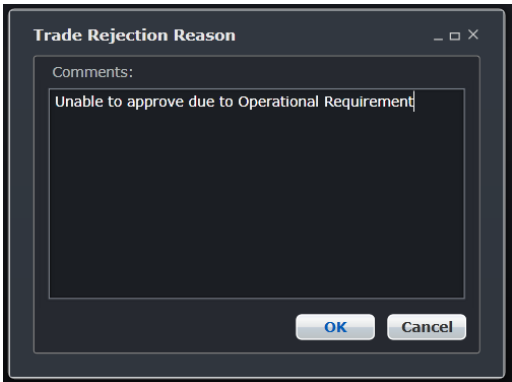 Trade Rejection Reason
Comments:
Unable to approve due to Operational Requirement
OK Cancel